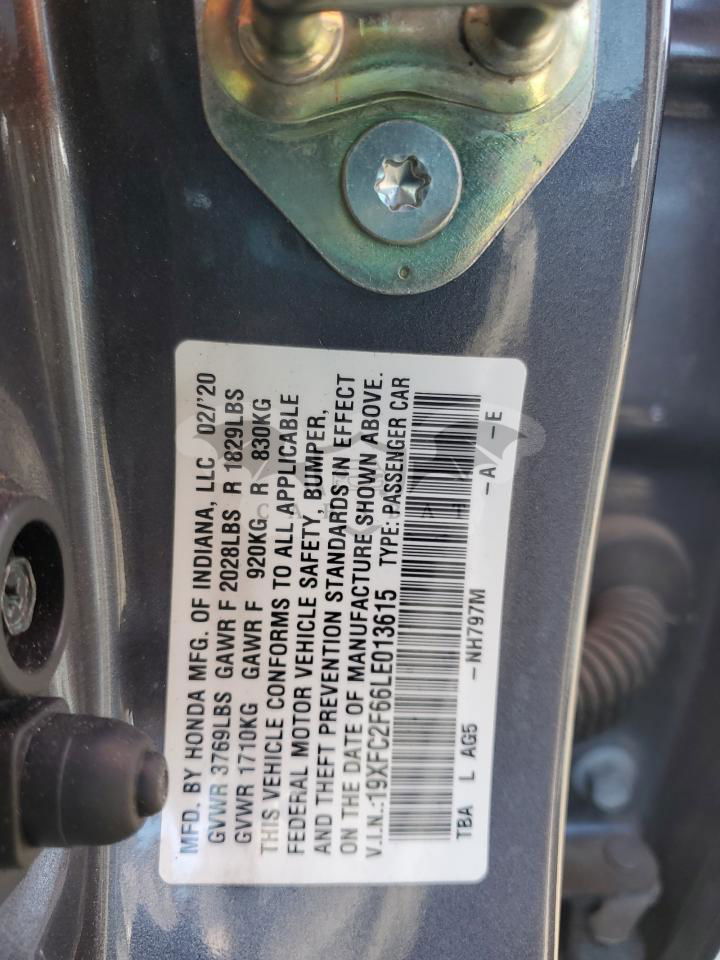 MFD. BY HONDA MFG. OF INDIANA, LLC 02/'20
GVWR 3769LBS GAWR F 2028LBS R 1829LBS
GVWR 1710KG GAWR F 920KG R 830KG
THIS VEHICLE CONFORMS TO ALL APPLICABLE
FEDERAL MOTOR VEHICLE SAFETY, BUMPER,
AND THEFT PREVENTION STANDARDS IN EFFECT
ON THE DATE OF MANUFACTURE SHOWN ABOVE.
V.I.N.:19XFC2F66LE013615 TYPE: PASSENGER CAR
TBA L AG5 -NH797M -A -E